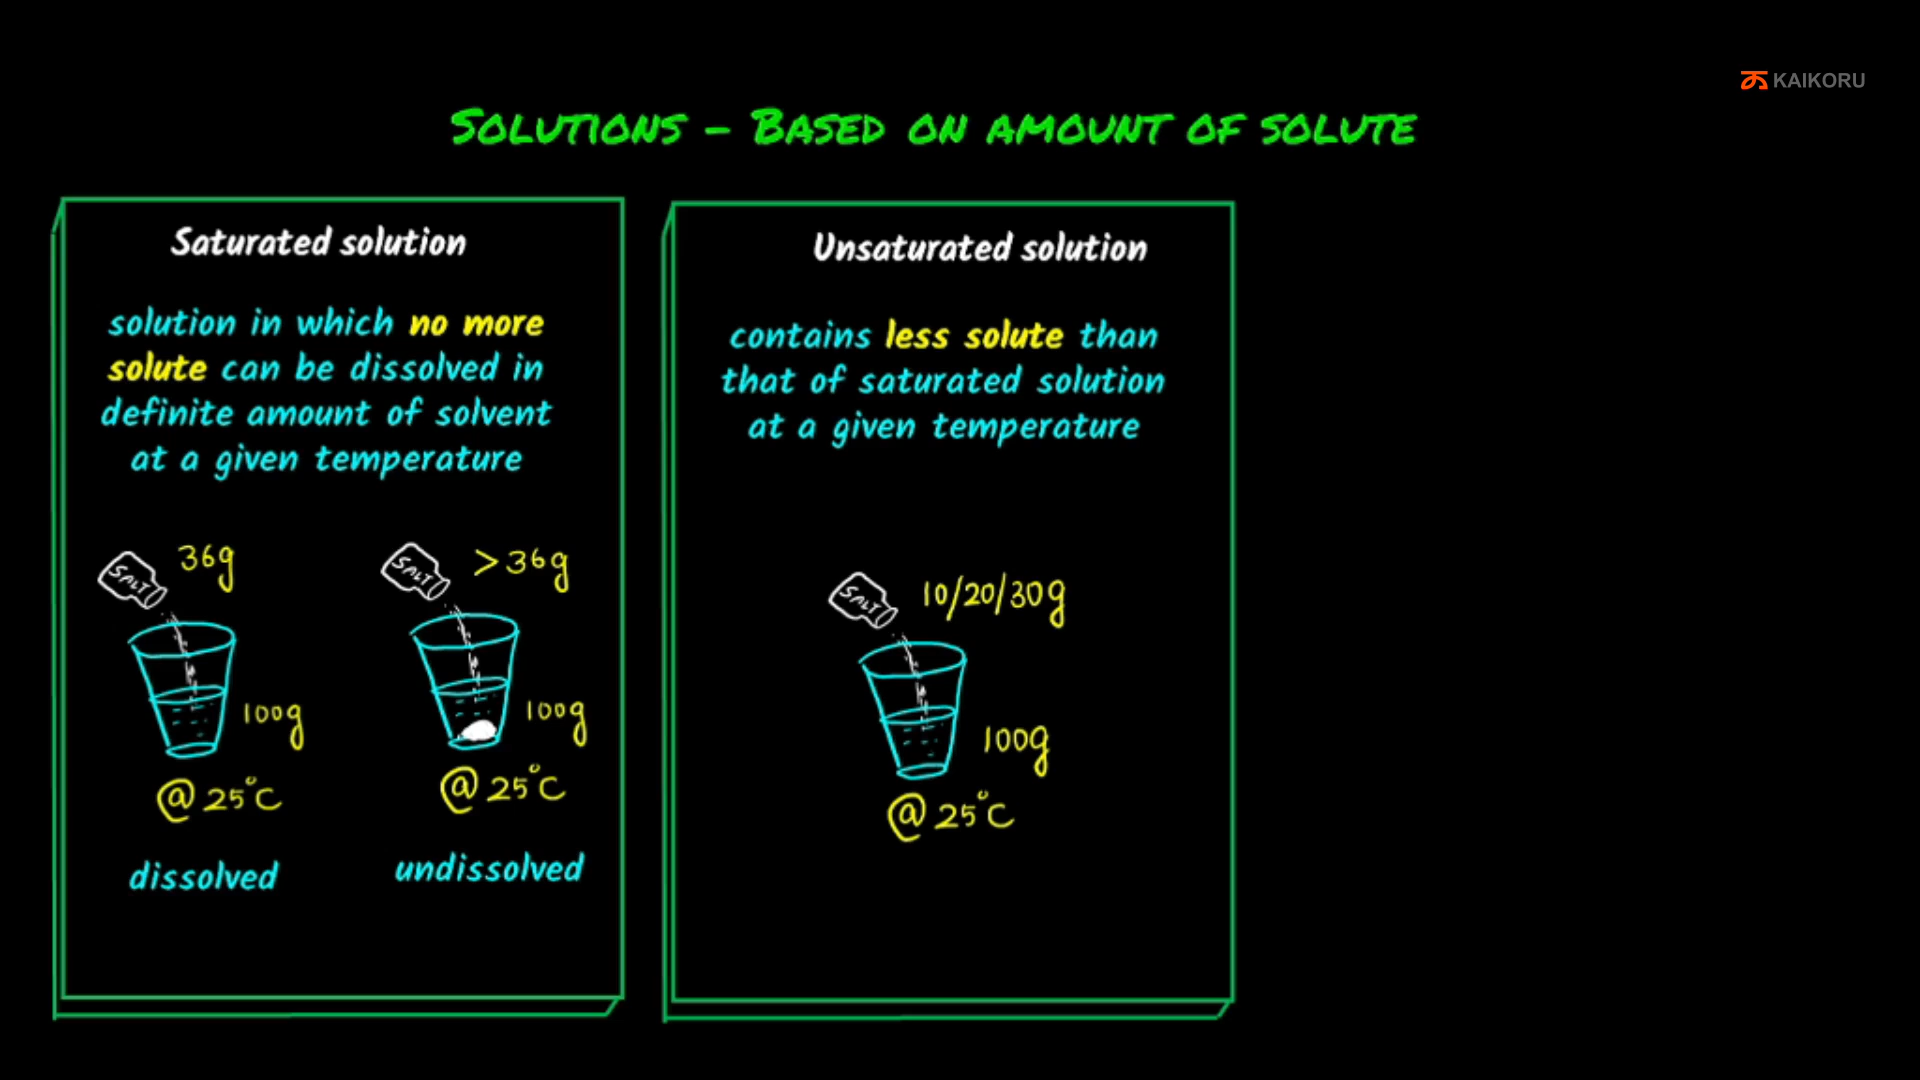 KAIKORU
SOLUTIONS - BASED ON AMOUNT OF SOLUTE
Saturated solution
solution in which no more
solute can be dissolved in
definite amount of solvent
at a given temperature
SALT
36g
100g
@ 25°C
dissolved
SALT
>36g
100g
@ 25°C
undissolved
Unsaturated solution
contains less solute than
that of saturated solution
at a given temperature
SALT
10/20/30g
100g
@ 25°C